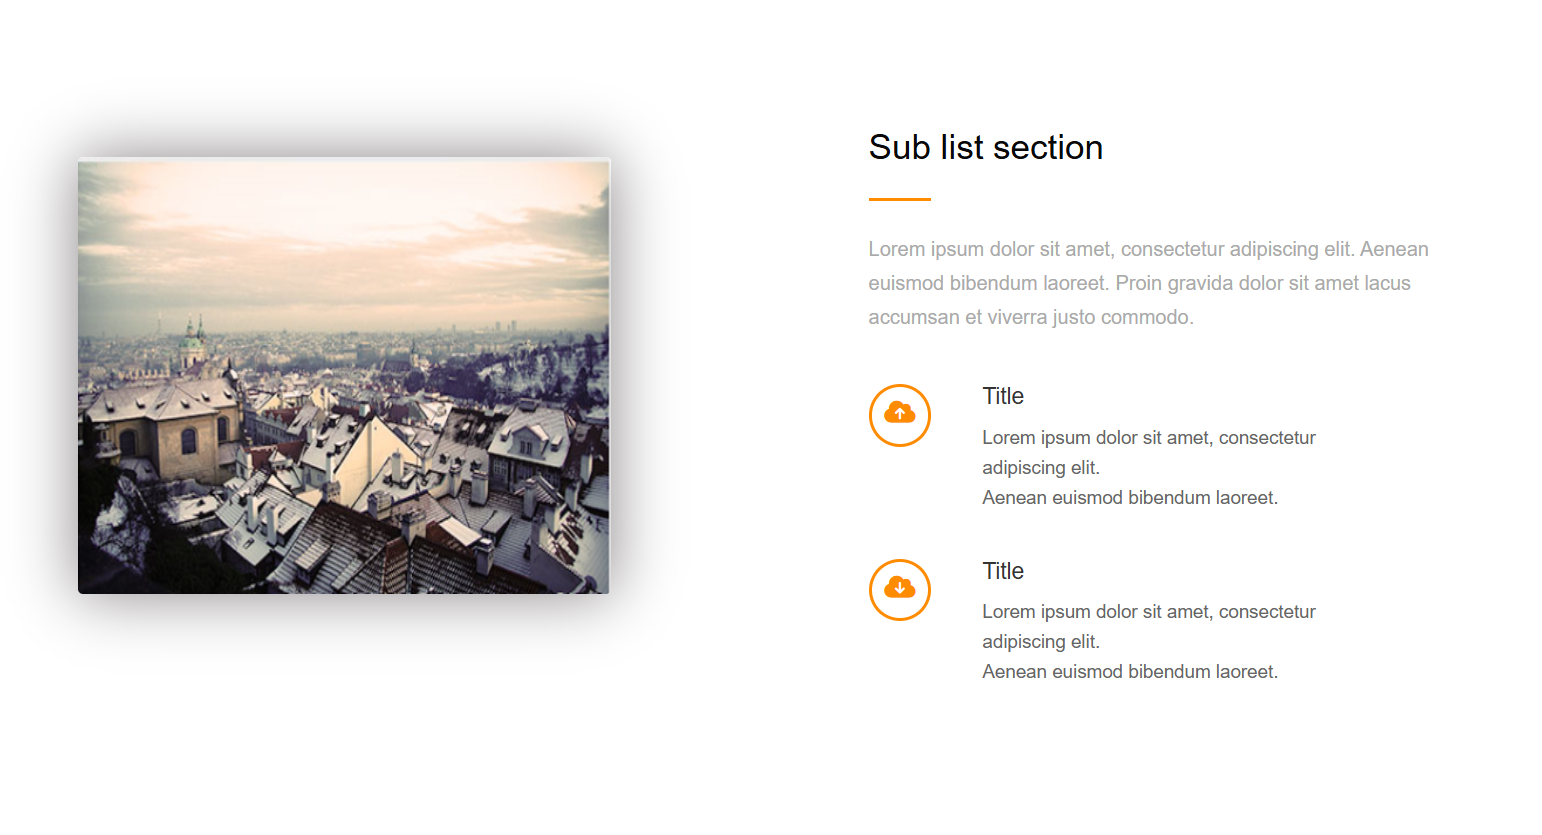 Sub list section
Lorem ipsum dolor sit amet, consectetur adipiscing elit. Aenean
euismod bibendum laoreet. Proin gravida dolor sit amet lacus
accumsan et viverra justo commodo.
Title
Lorem ipsum dolor sit amet, consectetur
adipiscing elit.
Aenean euismod bibendum laoreet.
Title
Lorem ipsum dolor sit amet, consectetur
adipiscing elit.
Aenean euismod bibendum laoreet.